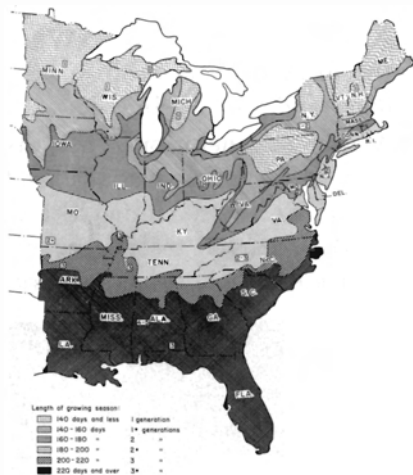 ME.
MINN
VT.
N.H.
WIS
MICH
N.Y.
MASS.
R.I.
IOWA
PA.
OHIO
ILL.
IND.
DEL.
MO
VA.
KY
TENN
N.C.
ARK
S.C.
MISS.
ALA.
GA.
LA.
FLA.
Length of growing season:
140 days and less 1 generation
140-160 days 1+ generations
160-180 " 2 "
180-200 " 2+ "
200-220 " 3 "
220 days and over 3+ "